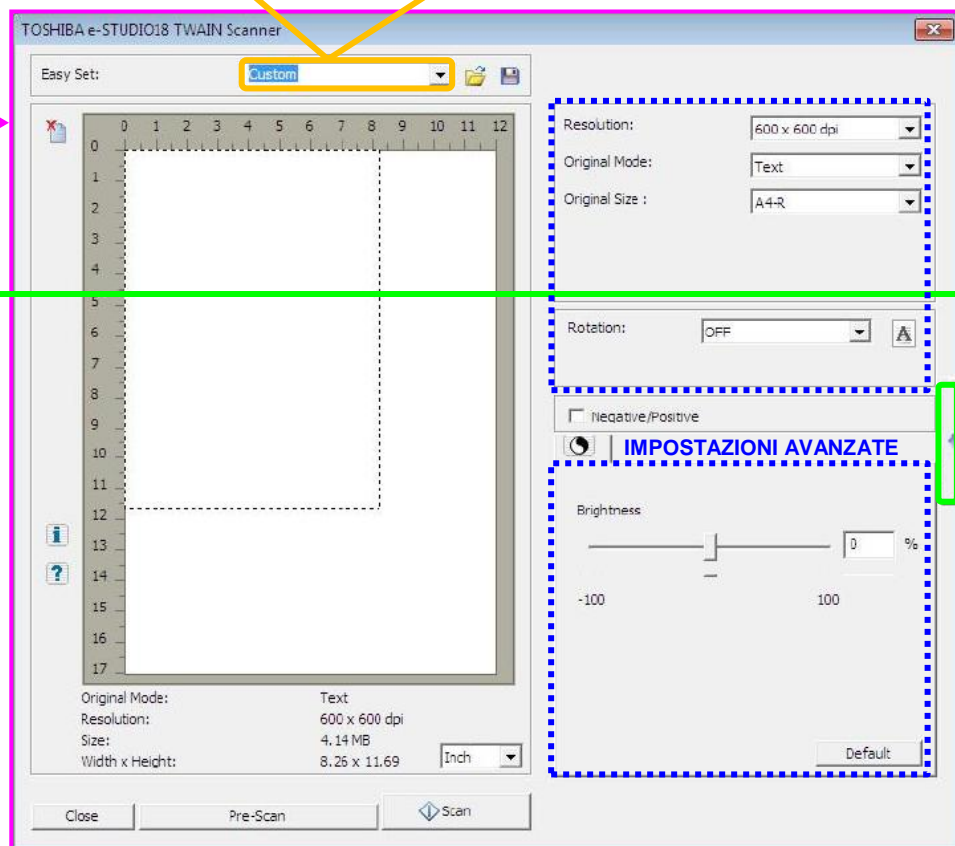 TOSHIBA e-STUDIO18 TWAIN Scanner
Easy Set: Custom
0 1 2 3 4 5 6 7 8 9 10 11 12
0
1
2
3
4
5
6
7
8
9
10
11
12
13
14
15
16
17
Original Mode: Text
Resolution: 600 x 600 dpi
Size: 4.14 MB
Width x Height: 8.26 x 11.69 Inch
Close Pre-Scan Scan
Resolution: 600 x 600 dpi
Original Mode: Text
Original Size : A4-R
Rotation: OFF A
Negative/Positive
IMPOSTAZIONI AVANZATE
Brightness
0 %
-100 100
Default